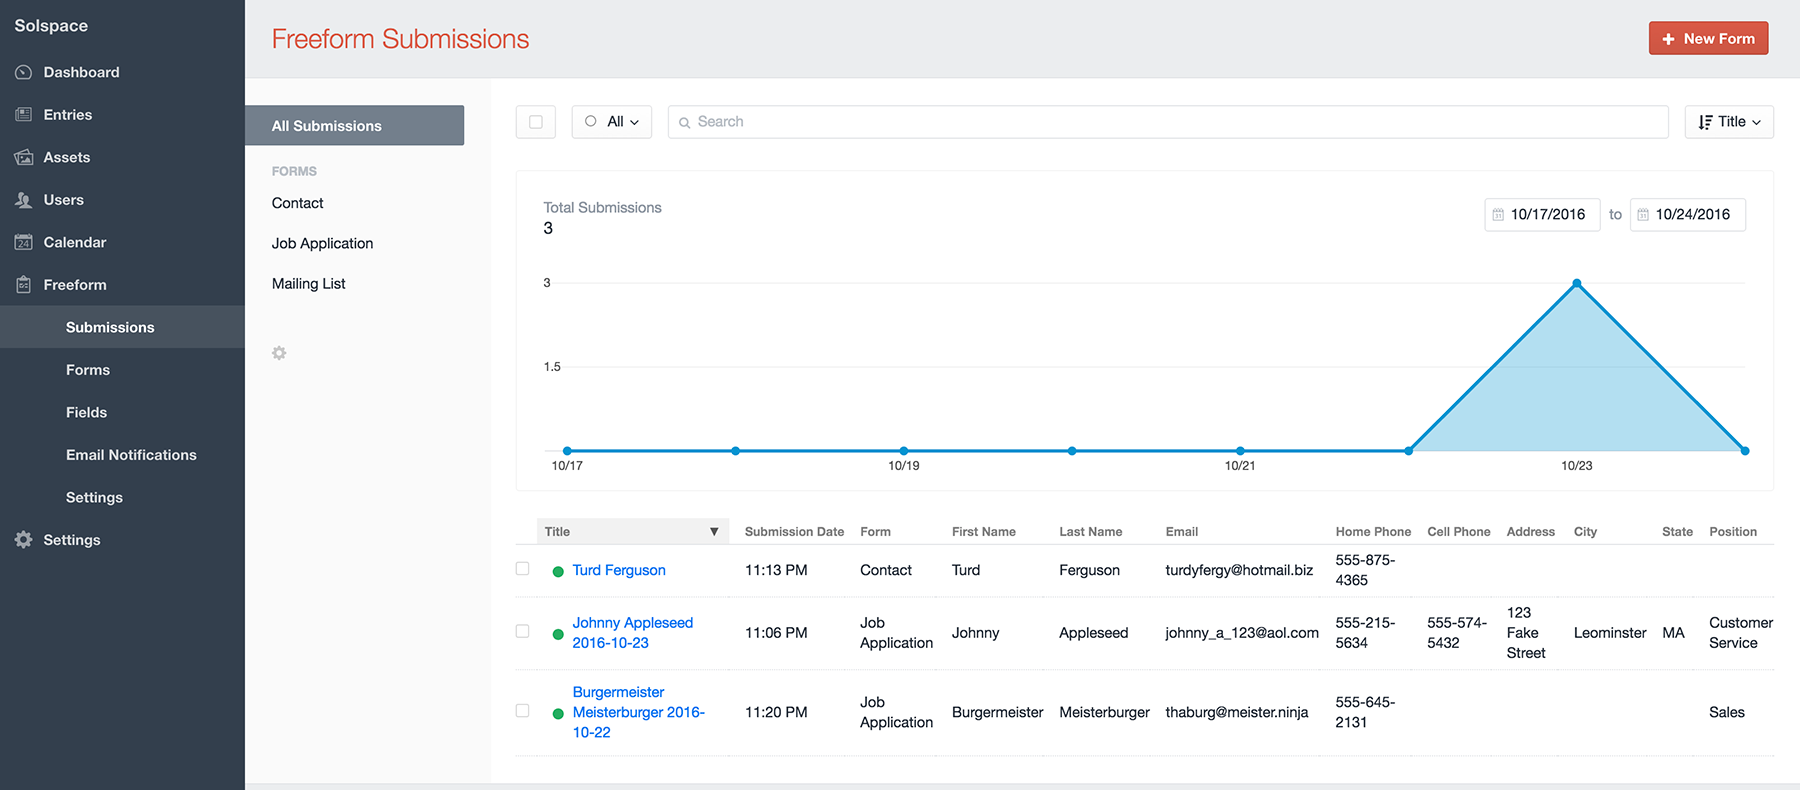 Solspace
Dashboard
Entries
Assets
Users
24
Calendar
Freeform
Submissions
Forms
Fields
Email Notifications
Settings
Settings
Freeform Submissions
+ New Form
All Submissions
FORMS
Contact
Job Application
Mailing List
All
Search
Title
Total Submissions
3
10/17/2016 to 10/24/2016
3
1.5
10/17 10/19 10/21 10/23
Title ▼ Submission Date Form First Name Last Name Email Home Phone Cell Phone Address City State Position
Turd Ferguson 11:13 PM Contact Turd Ferguson turdyfergy@hotmail.biz 555-875-
4365
Johnny Appleseed
2016-10-23
11:06 PM
Job
Application
Johnny
Appleseed
johnny_a_123@aol.com
555-215-
5634
555-574-
5432
123
Fake
Street
Leominster
MA
Customer
Service
Burgermeister
Meisterburger 2016-
10-22
11:20 PM
Job
Application
Burgermeister
Meisterburger
thaburg@meister.ninja
555-645-
2131
Sales